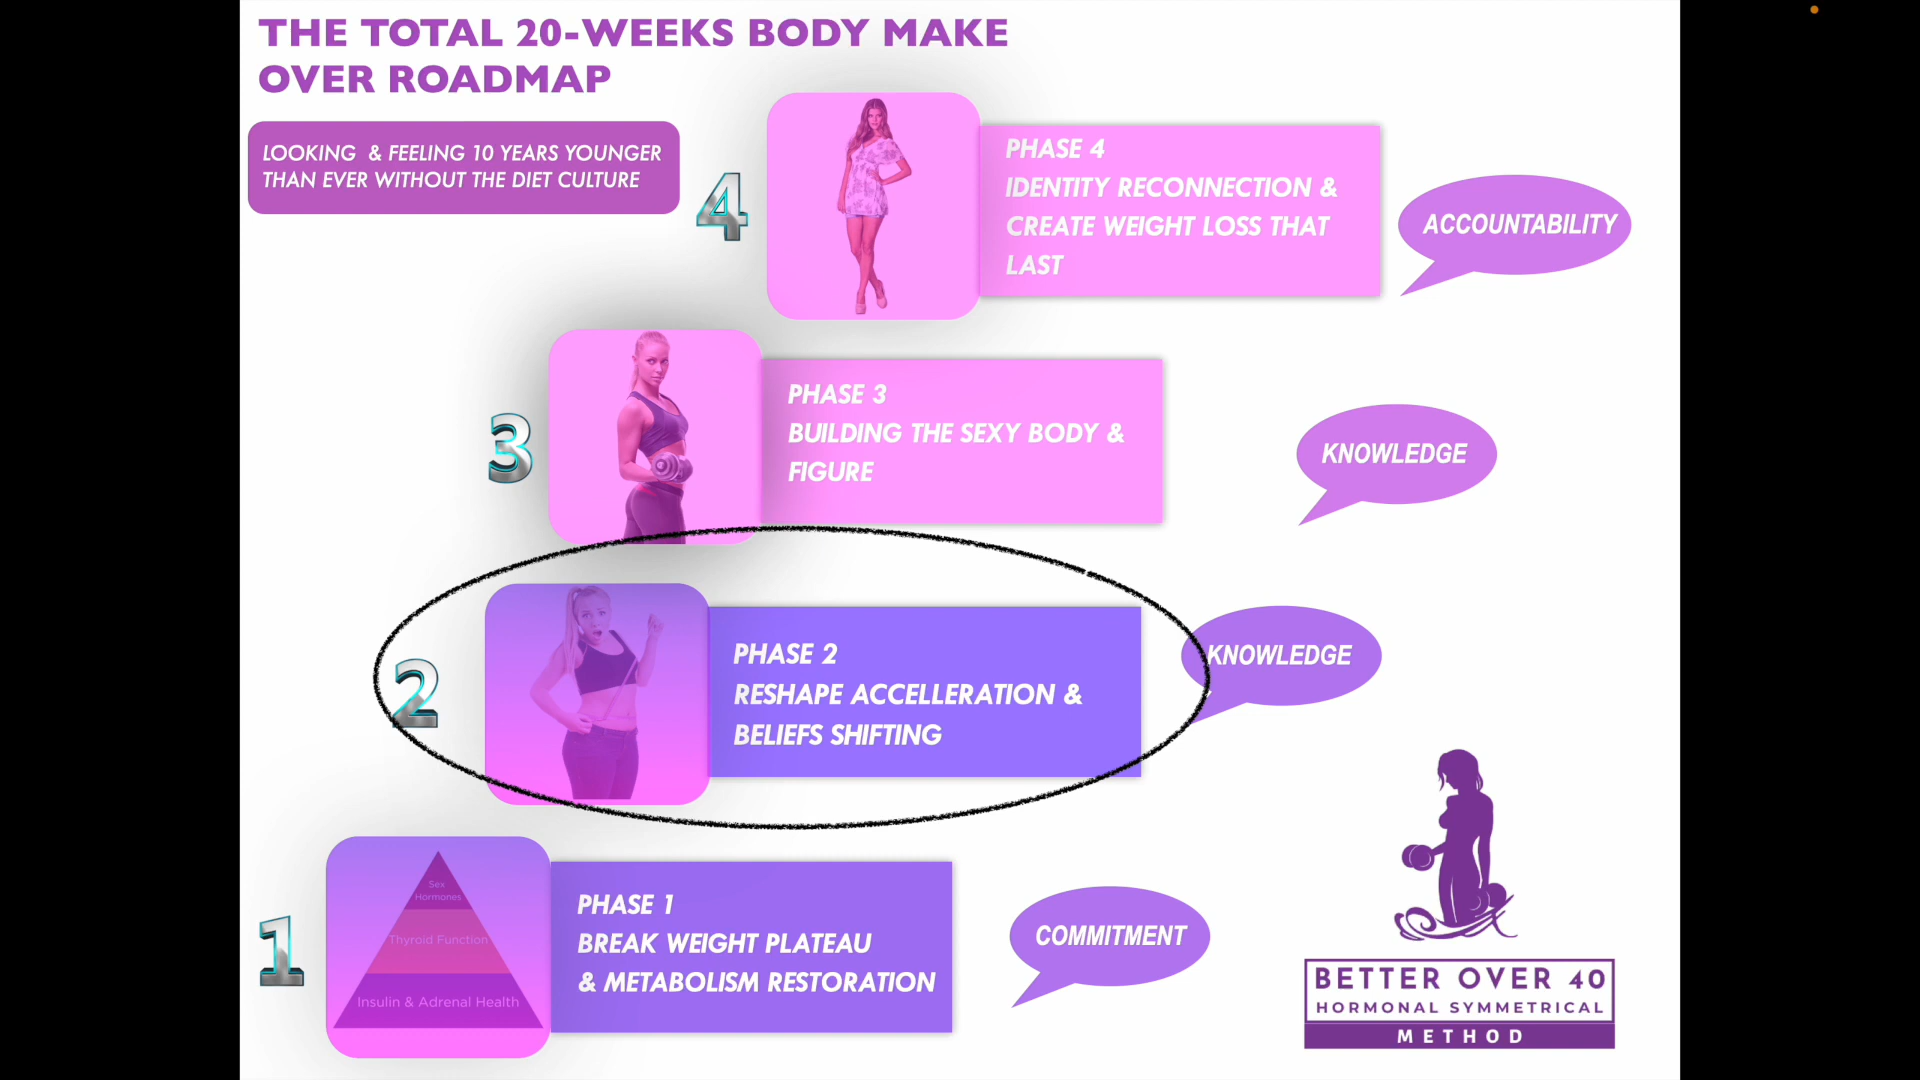 THE TOTAL 20-WEEKS BODY MAKE
OVER ROADMAP
LOOKING & FEELING 10 YEARS YOUNGER
THAN EVER WITHOUT THE DIET CULTURE
4
PHASE 4
IDENTITY RECONNECTION &
CREATE WEIGHT LOSS THAT
LAST
ACCOUNTABILITY
3
PHASE 3
BUILDING THE SEXY BODY &
FIGURE
KNOWLEDGE
2
PHASE 2
RESHAPE ACCELLERATION &
BELIEFS SHIFTING
KNOWLEDGE
1
Sex
Hormones
Thyroid Function
Insulin & Adrenal Health
PHASE 1
BREAK WEIGHT PLATEAU
& METABOLISM RESTORATION
COMMITMENT
BETTER OVER 40
HORMONAL SYMMETRICAL
METHOD